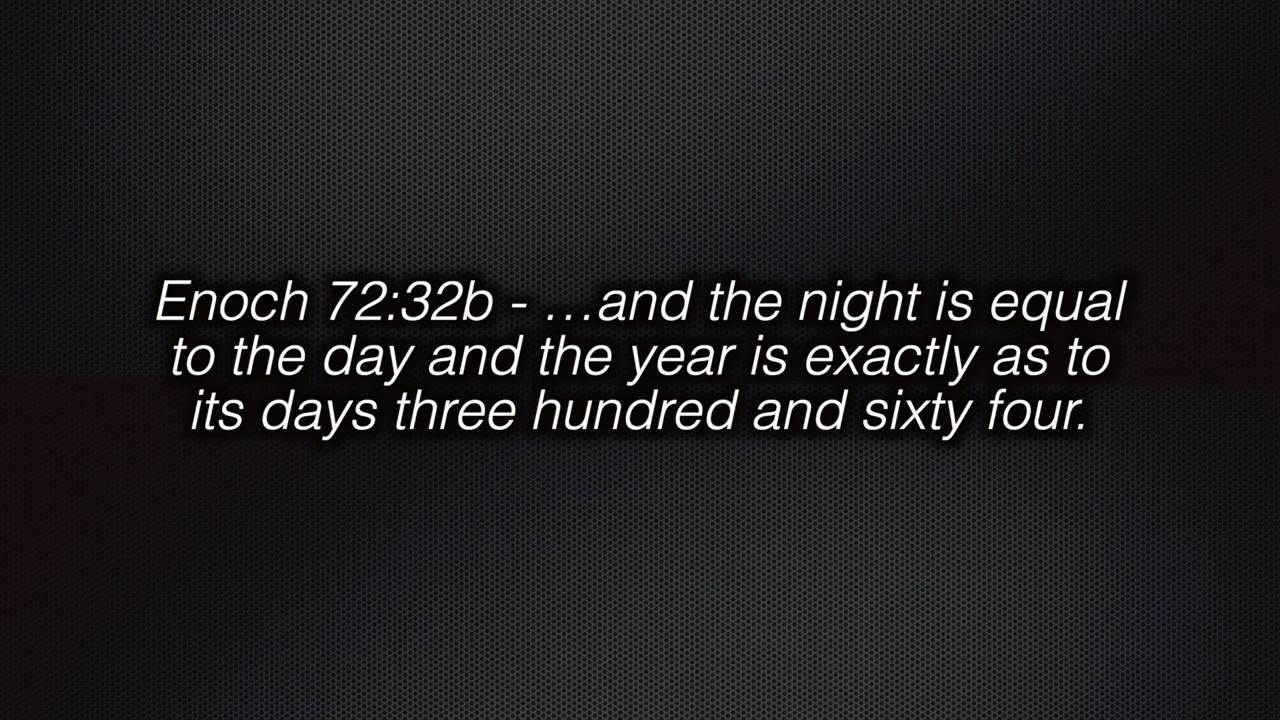 Enoch 72:32b - …and the night is equal
to the day and the year is exactly as to
its days three hundred and sixty four.